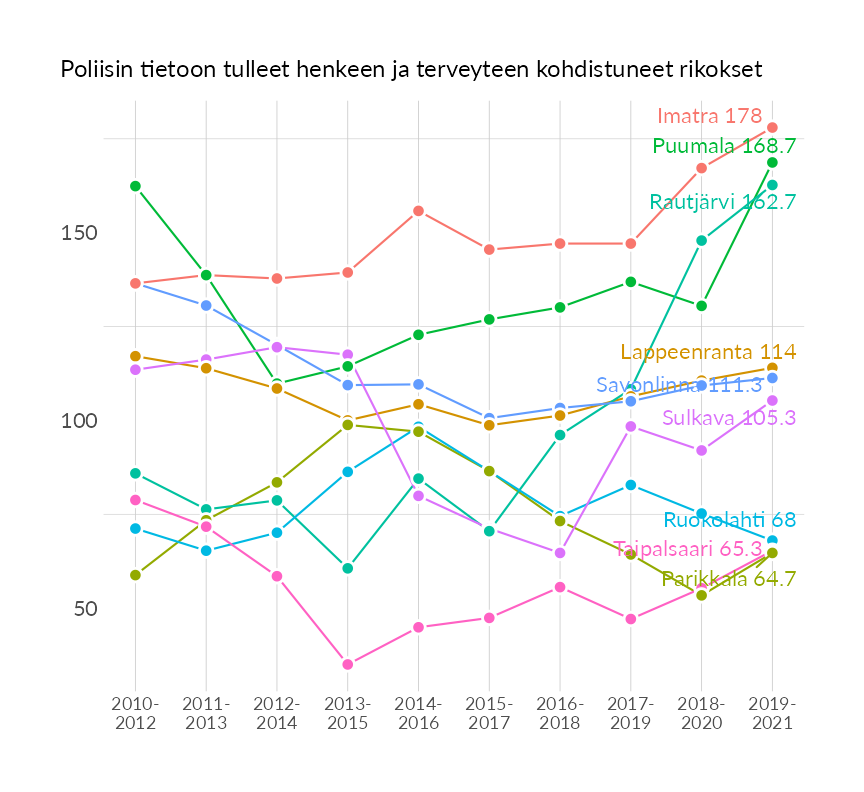 Poliisin tietoon tulleet henkeen ja terveyteen kohdistuneet rikokset
Imatra 178
Puumala 168.7
Rautjärvi 162.7
150
Lappeenranta 114
Savonlinna 111.3
100
Sulkava 105.3
Ruokolahti 68
Taipalsaari 65.3
Parikkala 64.7
50
2010- 2011- 2012- 2013- 2014- 2015- 2016- 2017- 2018- 2019-
2012 2013 2014 2015 2016 2017 2018 2019 2020 2021